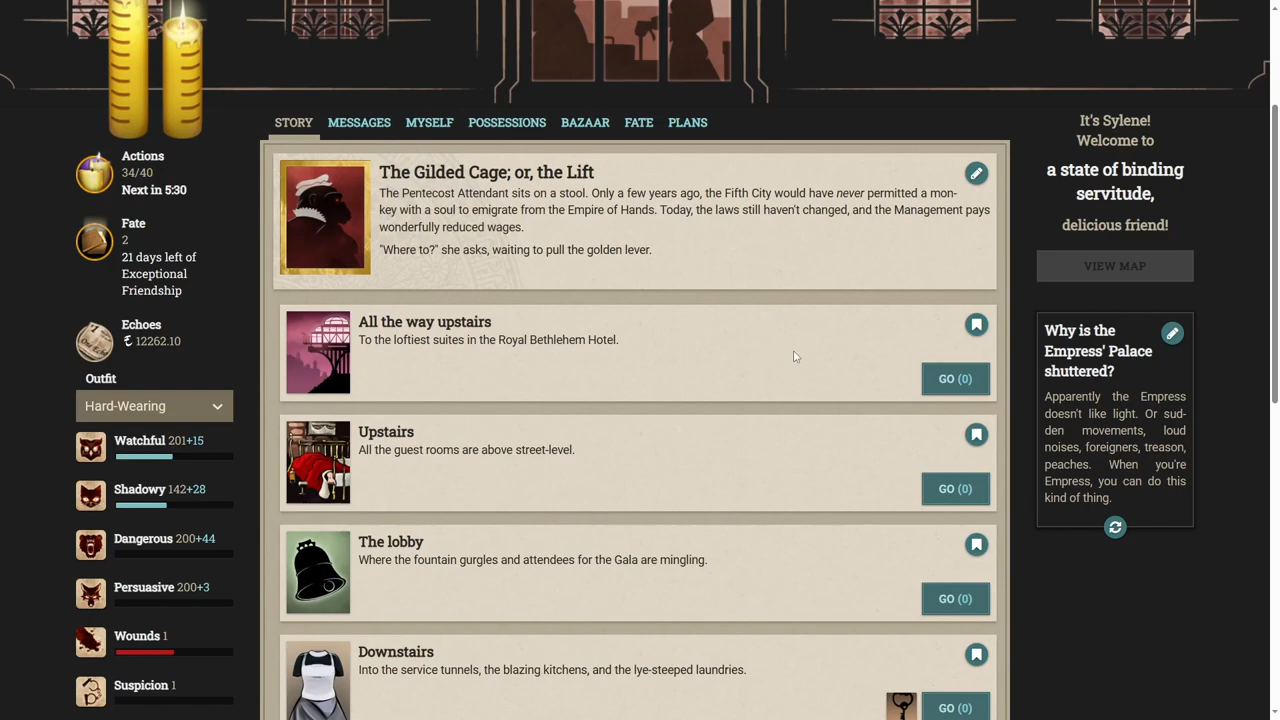 STORY MESSAGES MYSELF POSSESSIONS BAZAAR FATE PLANS
Actions
34/40
Next in 5:30
Fate
2
21 days left of
Exceptional
Friendship
Echoes
12262.10
Outfit
Hard-Wearing
Watchful 201+15
Shadowy 142+28
Dangerous 200+44
Persuasive 200+3
Wounds 1
Suspicion 1
The Gilded Cage; or, the Lift
The Pentecost Attendant sits on a stool. Only a few years ago, the Fifth City would have never permitted a mon-
key with a soul to emigrate from the Empire of Hands. Today, the laws still haven't changed, and the Management pays
wonderfully reduced wages.
"Where to?" she asks, waiting to pull the golden lever.
All the way upstairs
To the loftiest suites in the Royal Bethlehem Hotel.
GO (0)
Upstairs
All the guest rooms are above street-level.
GO (0)
The lobby
Where the fountain gurgles and attendees for the Gala are mingling.
GO (0)
Downstairs
Into the service tunnels, the blazing kitchens, and the lye-steeped laundries.
GO (0)
It's Sylene!
Welcome to
a state of binding
servitude,
delicious friend!
VIEW MAP
Why is the
Empress' Palace
shuttered?
Apparently the Empress
doesn't like light. Or sud-
den movements, loud
noises, foreigners, treason,
peaches. When you're
Empress, you can do this
kind of thing.